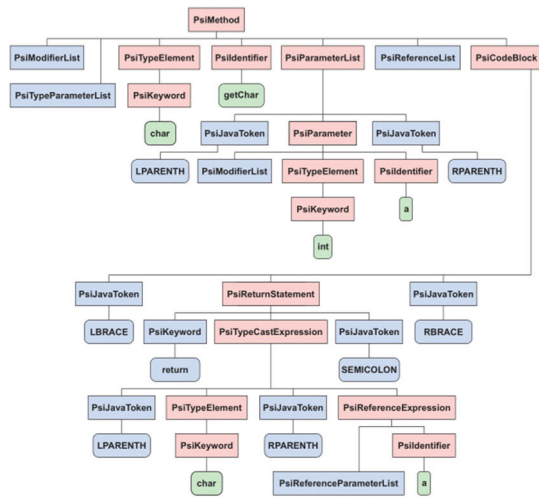 PsiMethod
PsiModifierList
PsiTypeElement
PsiIdentifier
PsiParameterList
PsiReferenceList
PsiCodeBlock
PsiTypeParameterList
PsiKeyword
getChar
char
PsiJavaToken
PsiParameter
PsiJavaToken
LPARENTH
PsiModifierList
PsiTypeElement
PsiIdentifier
RPARENTH
PsiKeyword
a
int
PsiJavaToken
PsiReturnStatement
PsiJavaToken
LBRACE
PsiKeyword
PsiTypeCastExpression
PsiJavaToken
RBRACE
return
SEMICOLON
PsiJavaToken
PsiTypeElement
PsiJavaToken
PsiReferenceExpression
LPARENTH
PsiKeyword
RPARENTH
PsiIdentifier
char
PsiReferenceParameterList
a